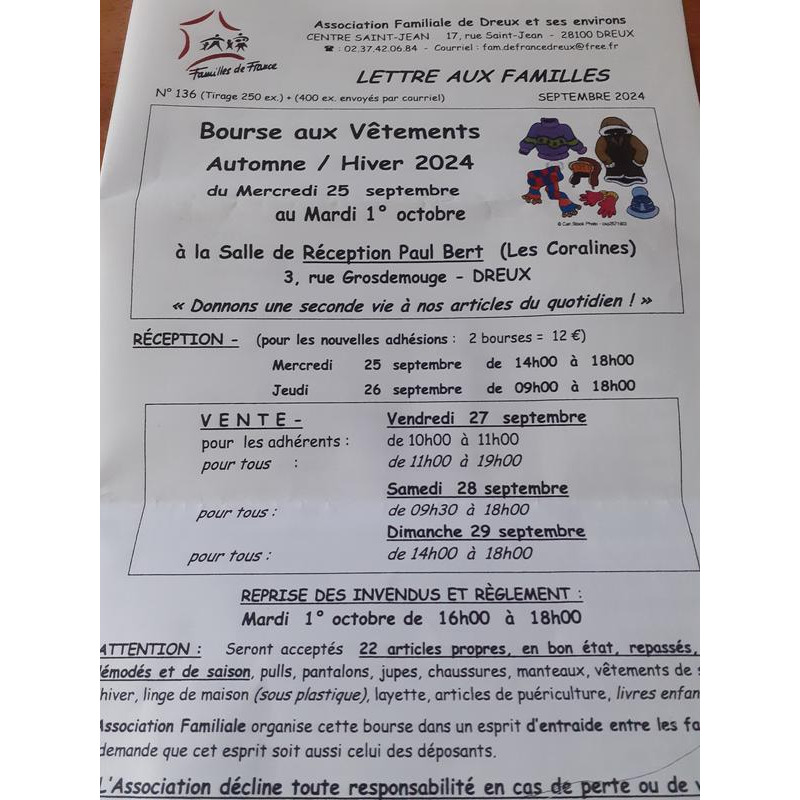 Association Familiale de Dreux et ses environs
CENTRE SAINT-JEAN 17, rue Saint-Jean - 28100 DREUX
☎ : 02.37.42.06.84 - Courriel : fam.defrancedreux@free.fr
Familles de France
LETTRE AUX FAMILLES
N° 136 (Tirage 250 ex.) + (400 ex. envoyés par courriel) SEPTEMBRE 2024
Bourse aux Vêtements
Automne / Hiver 2024
du Mercredi 25 septembre
au Mardi 1° octobre
© Can Stock Photo
à la Salle de Réception Paul Bert (Les Coralines)
3, rue Grosdemouge - DREUX
« Donnons une seconde vie à nos articles du quotidien ! »
RÉCEPTION - (pour les nouvelles adhésions : 2 bourses = 12 €)
Mercredi 25 septembre de 14h00 à 18h00
Jeudi 26 septembre de 09h00 à 18h00
VENTE - Vendredi 27 septembre
pour les adhérents : de 10h00 à 11h00
pour tous : de 11h00 à 19h00
Samedi 28 septembre
pour tous : de 09h30 à 18h00
Dimanche 29 septembre
pour tous : de 14h00 à 18h00
REPRISE DES INVENDUS ET RÈGLEMENT :
Mardi 1° octobre de 16h00 à 18h00
ATTENTION : Seront acceptés 22 articles propres, en bon état, repassés,
démodés et de saison, pulls, pantalons, jupes, chaussures, manteaux, vêtements de
hiver, linge de maison (sous plastique), layette, articles de puériculture, livres enfan
Association Familiale organise cette bourse dans un esprit d'entraide entre les fa
demande que cet esprit soit aussi celui des déposants.
L'Association décline toute responsabilité en cas de perte ou de v